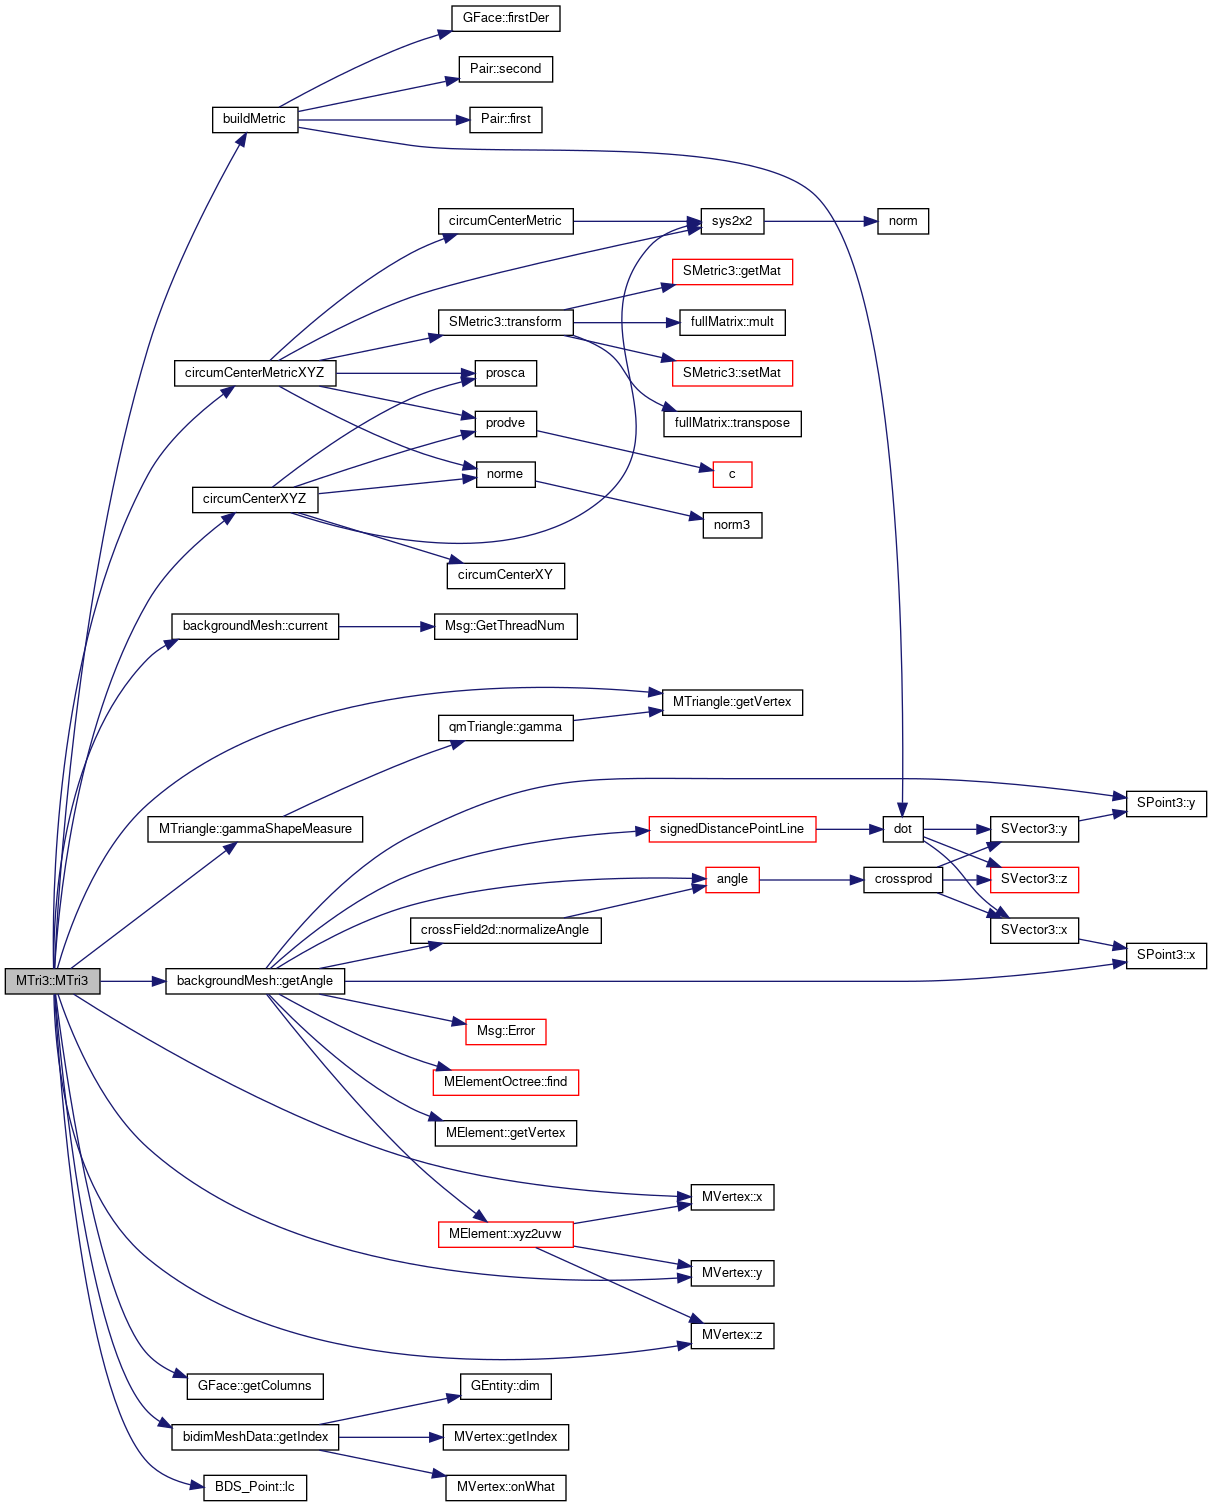 GFace::firstDer
Pair::second
buildMetric
Pair::first
circumCenterMetric
sys2x2
norm
SMetric3::getMat
SMetric3::transform
fullMatrix::mult
circumCenterMetricXYZ
prosca
SMetric3::setMat
prodve
fullMatrix::transpose
norme
c
circumCenterXYZ
norm3
circumCenterXY
backgroundMesh::current
Msg::GetThreadNum
MTriangle::getVertex
qmTriangle::gamma
SPoint3::y
MTriangle::gammaShapeMeasure
signedDistancePointLine
dot
SVector3::y
angle
crossprod
SVector3::z
crossField2d::normalizeAngle
SVector3::x
SPoint3::x
MTri3::MTri3
backgroundMesh::getAngle
Msg::Error
MElementOctree::find
MElement::getVertex
MVertex::x
MElement::xyz2uvw
MVertex::y
MVertex::z
GFace::getColumns
GEntity::dim
bidimMeshData::getIndex
MVertex::getIndex
BDS_Point::lc
MVertex::onWhat